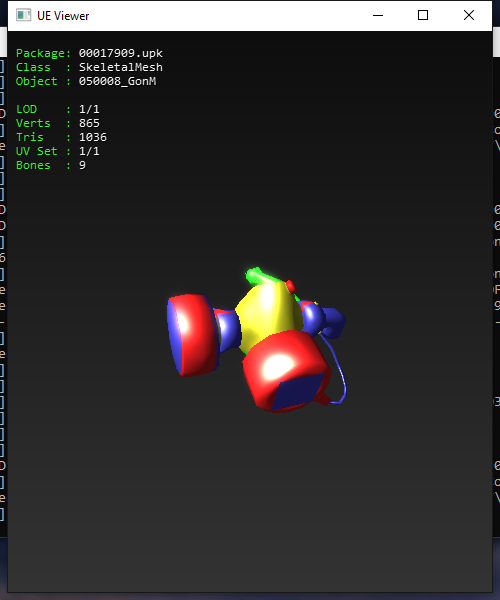 UE Viewer
Package: 00017909.upk
Class : SkeletalMesh
Object : 050008_GonM
LOD : 1/1
Verts : 865
Tris : 1036
UV Set : 1/1
Bones : 9